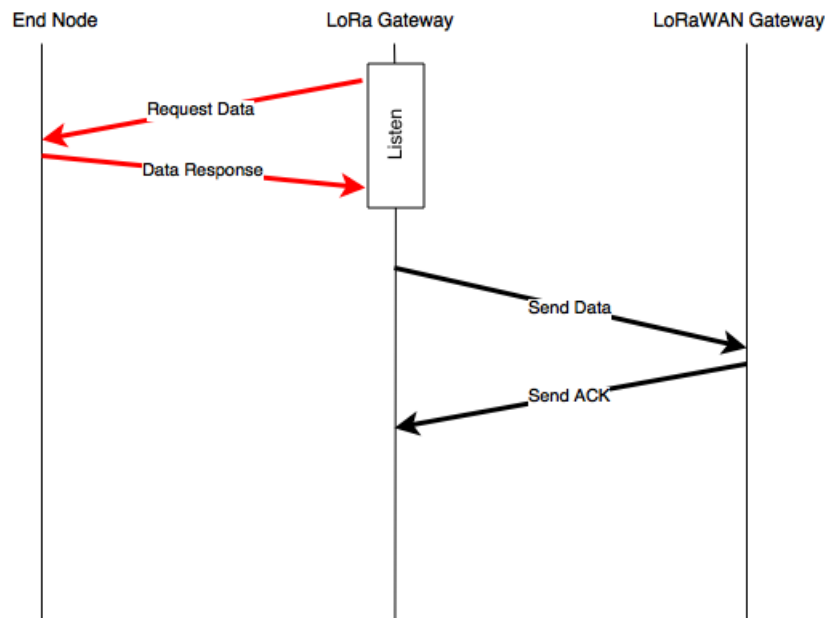 End Node
LoRa Gateway
LoRaWAN Gateway
Request Data
Listen
Data Response
Send Data
Send ACK